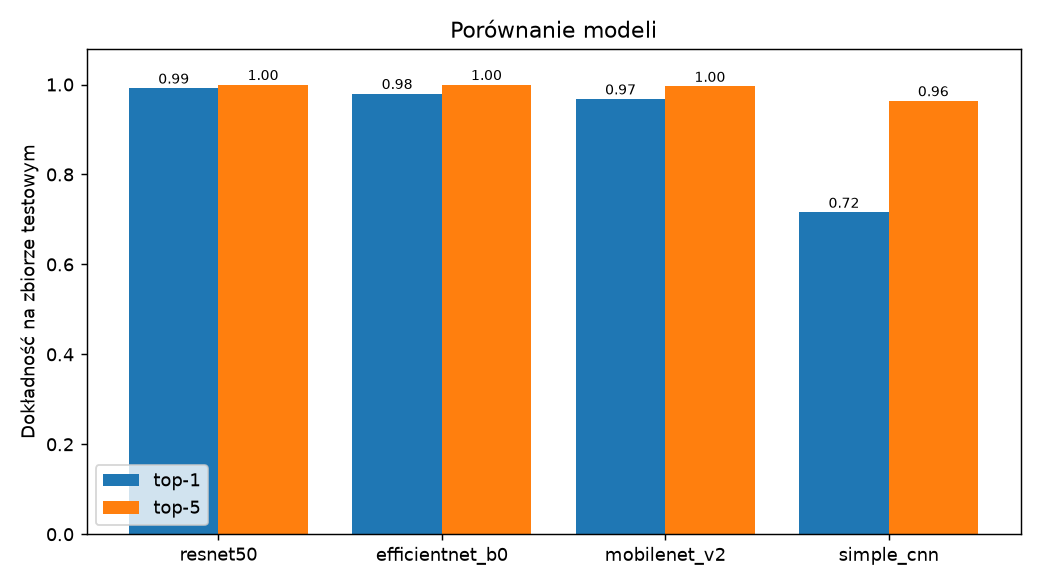 Porównanie modeli
Dokładność na zbiorze testowym
1.0
0.8
0.6
0.4
0.2
0.0
0.99
1.00
0.98
1.00
0.97
1.00
0.72
0.96
top-1
top-5
resnet50
efficientnet_b0
mobilenet_v2
simple_cnn